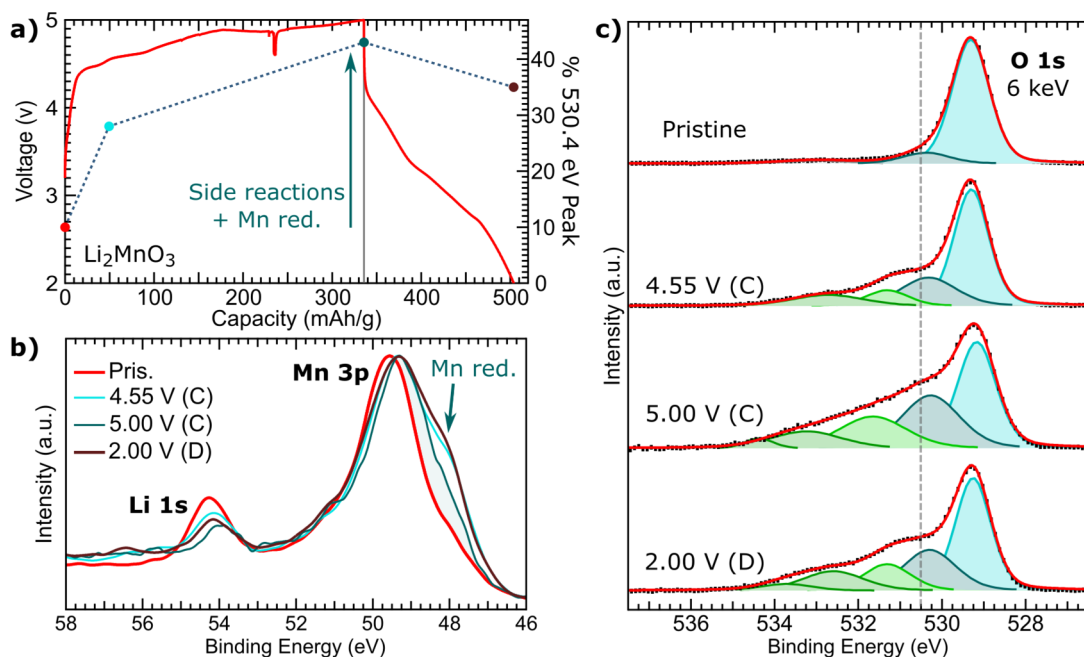 a)
5
4
3
2
Voltage (v)
40
30
20
10
0
% 530.4 eV Peak
Side reactions
+ Mn red.
Li₂MnO₃
0
100
200
300
400
500
Capacity (mAh/g)
b)
Pris.
4.55 V (C)
5.00 V (C)
2.00 V (D)
Mn 3p
Mn red.
Li 1s
Intensity (a.u.)
58
56
54
52
50
48
46
Binding Energy (eV)
c)
O 1s
6 keV
Pristine
4.55 V (C)
5.00 V (C)
2.00 V (D)
Intensity (a.u.)
536
534
532
530
528
Binding Energy (eV)